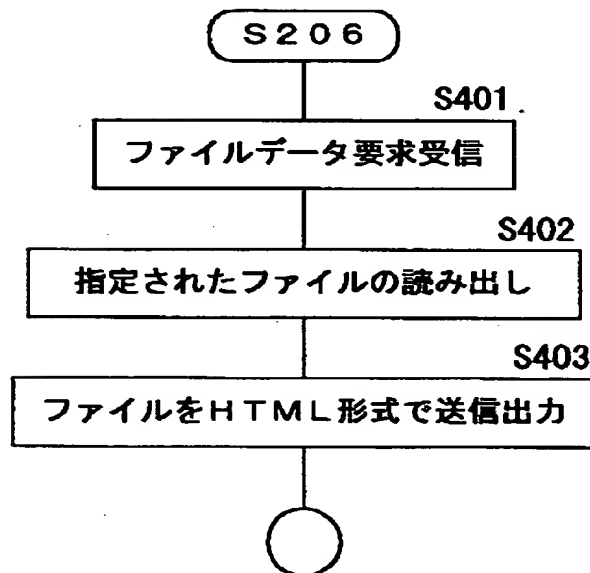 S206
S401
ファイルデータ要求受信
S402
指定されたファイルの読み出し
S403
ファイルをHTML形式で送信出力